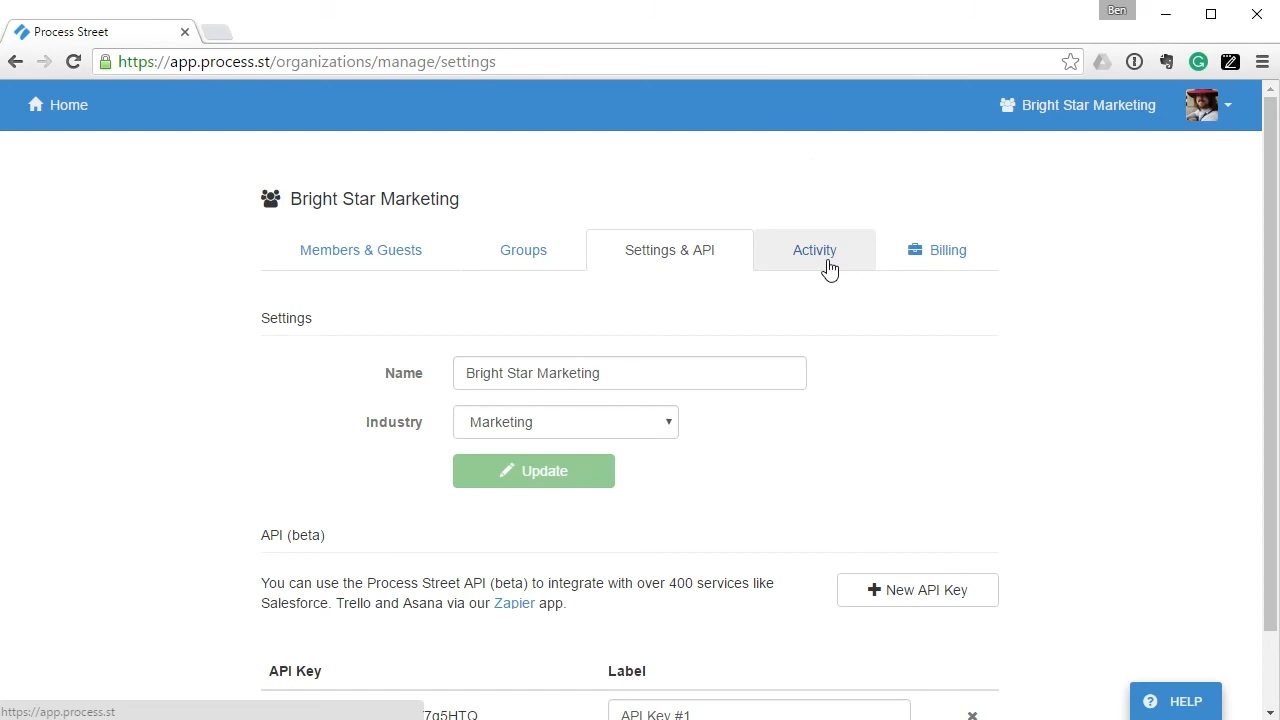 Ben
Process Street
https://app.process.st/organizations/manage/settings
Home
Bright Star Marketing
Bright Star Marketing
Members & Guests
Groups
Settings & API
Activity
Billing
Settings
Name
Bright Star Marketing
Industry
Marketing
Update
API (beta)
You can use the Process Street API (beta) to integrate with over 400 services like
Salesforce. Trello and Asana via our Zapier app.
New API Key
API Key
Label
API Key #1
HELP
https://app.process.st